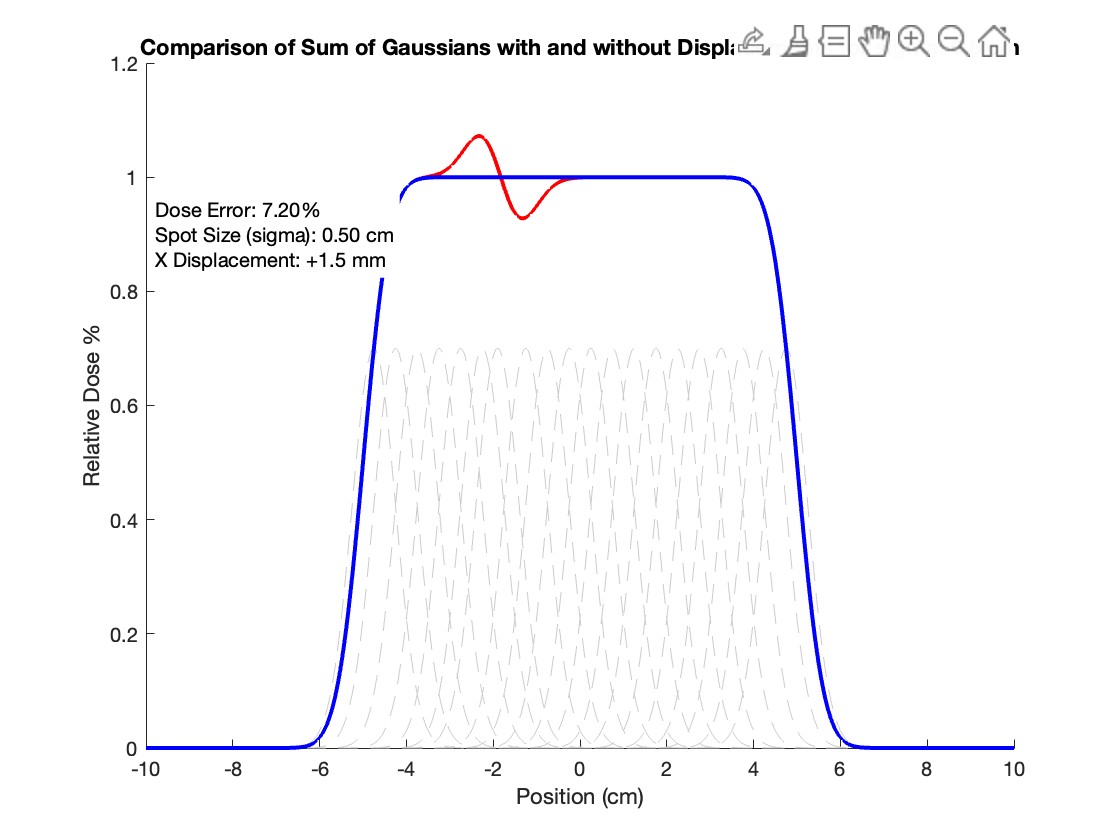 Comparison of Sum of Gaussians with and without
1.2
1
Dose Error: 7.20%
Spot Size (sigma): 0.50 cm
X Displacement: +1.5 mm
0.8
0.6
0.4
0.2
0
Relative Dose %
-10 -8 -6 -4 -2 0 2 4 6 8 10
Position (cm)